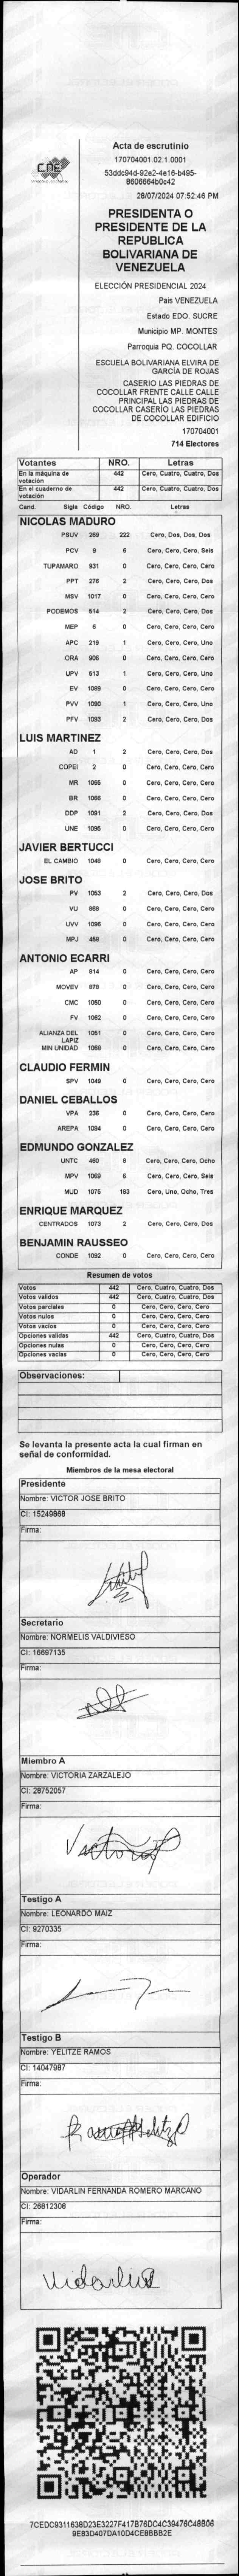 CNE
Acta de escrutinio
170704001.02.1.0001
53ddc94d-92e2-4e16-b495-
8606664b0c42
28/07/2024 07:52:46 PM
PRESIDENTA O
PRESIDENTE DE LA
REPUBLICA
BOLIVARIANA DE
VENEZUELA
ELECCIÓN PRESIDENCIAL 2024
País VENEZUELA
Estado EDO. SUCRE
Municipio MP. MONTES
Parroquia PQ. COCOLLAR
ESCUELA BOLIVARIANA ELVIRA DE
GARCÍA DE ROJAS
CASERIO LAS PIEDRAS DE
COCOLLAR FRENTE CALLE CALLE
PRINCIPAL LAS PIEDRAS DE
COCOLLAR CASERÍO LAS PIEDRAS
DE COCOLLAR EDIFICIO
170704001
714 Electores
Votantes NRO. Letras
En la máquina de votación 442 Cero, Cuatro, Cuatro, Dos
En el cuaderno de votación 442 Cero, Cuatro, Cuatro, Dos
Cand. Sigla Código NRO. Letras
NICOLAS MADURO
PSUV 269 222 Cero, Dos, Dos, Dos
PCV 9 6 Cero, Cero, Cero, Seis
TUPAMARO 931 0 Cero, Cero, Cero, Cero
PPT 276 2 Cero, Cero, Cero, Dos
MSV 1017 0 Cero, Cero, Cero, Cero
PODEMOS 514 2 Cero, Cero, Cero, Dos
MEP 6 0 Cero, Cero, Cero, Cero
APC 219 1 Cero, Cero, Cero, Uno
ORA 906 0 Cero, Cero, Cero, Cero
UPV 513 1 Cero, Cero, Cero, Uno
EV 1089 0 Cero, Cero, Cero, Cero
PVV 1090 1 Cero, Cero, Cero, Uno
PFV 1093 2 Cero, Cero, Cero, Dos
LUIS MARTINEZ
AD 1 2 Cero, Cero, Cero, Dos
COPEI 2 0 Cero, Cero, Cero, Cero
MR 1065 0 Cero, Cero, Cero, Cero
BR 1066 0 Cero, Cero, Cero, Cero
DDP 1091 2 Cero, Cero, Cero, Dos
UNE 1095 0 Cero, Cero, Cero, Cero
JAVIER BERTUCCI
EL CAMBIO 1048 0 Cero, Cero, Cero, Cero
JOSE BRITO
PV 1053 2 Cero, Cero, Cero, Dos
VU 868 0 Cero, Cero, Cero, Cero
UVV 1096 0 Cero, Cero, Cero, Cero
MPJ 459 0 Cero, Cero, Cero, Cero
ANTONIO ECARRI
AP 914 0 Cero, Cero, Cero, Cero
MOVEV 978 0 Cero, Cero, Cero, Cero
CMC 1050 0 Cero, Cero, Cero, Cero
FV 1062 0 Cero, Cero, Cero, Cero
ALIANZA DEL LAPIZ 1051 0 Cero, Cero, Cero, Cero
MIN UNIDAD 1069 0 Cero, Cero, Cero, Cero
CLAUDIO FERMIN
SPV 1049 0 Cero, Cero, Cero, Cero
DANIEL CEBALLOS
VPA 236 0 Cero, Cero, Cero, Cero
AREPA 1094 0 Cero, Cero, Cero, Cero
EDMUNDO GONZALEZ
UNTC 460 8 Cero, Cero, Cero, Ocho
MPV 1069 6 Cero, Cero, Cero, Seis
MUD 1075 183 Cero, Uno, Ocho, Tres
ENRIQUE MARQUEZ
CENTRADOS 1073 2 Cero, Cero, Cero, Dos
BENJAMIN RAUSSEO
CONDE 1092 0 Cero, Cero, Cero, Cero
Resumen de votos
Votos 442 Cero, Cuatro, Cuatro, Dos
Votos validos 442 Cero, Cuatro, Cuatro, Dos
Votos parciales 0 Cero, Cero, Cero, Cero
Votos nulos 0 Cero, Cero, Cero, Cero
Votos vacios 0 Cero, Cero, Cero, Cero
Opciones validas 442 Cero, Cuatro, Cuatro, Dos
Opciones nulas 0 Cero, Cero, Cero, Cero
Opciones vacias 0 Cero, Cero, Cero, Cero
Observaciones:
Se levanta la presente acta la cual firman en
señal de conformidad.
Miembros de la mesa electoral
Presidente
Nombre: VICTOR JOSE BRITO
CI: 15249868
Firma:
Secretario
Nombre: NORMELIS VALDIVIESO
CI: 16697135
Firma:
Miembro A
Nombre: VICTORIA ZARZALEJO
CI: 28752057
Firma:
Testigo A
Nombre: LEONARDO MAIZ
CI: 9270335
Firma:
Testigo B
Nombre: YELITZE RAMOS
CI: 14047987
Firma:
Operador
Nombre: VIDARLIN FERNANDA ROMERO MARCANO
CI: 26812308
Firma:
7CEDC9311638D23E3227F417B76DC4C39476C48B06
9E83D407DA10D4CE8BBB2E